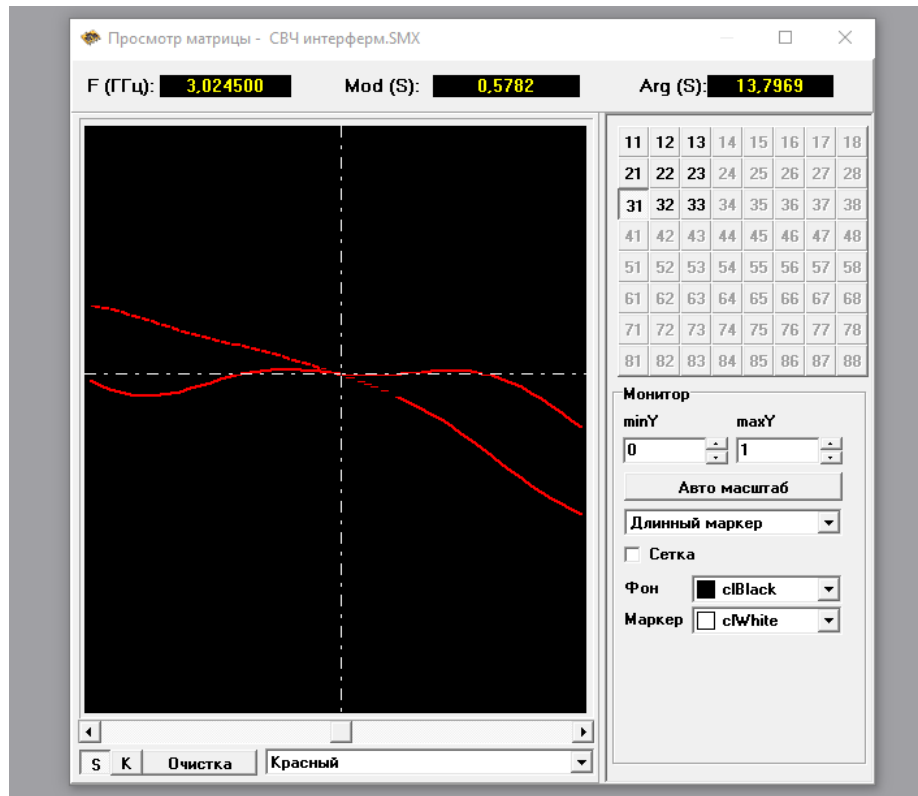 Просмотр матрицы - СВЧ интерферм.SMX
F (ГГц): 3,024500 Mod (S): 0,5782 Arg (S): 13,7969
11 12 13 14 15 16 17 18
21 22 23 24 25 26 27 28
31 32 33 34 35 36 37 38
41 42 43 44 45 46 47 48
51 52 53 54 55 56 57 58
61 62 63 64 65 66 67 68
71 72 73 74 75 76 77 78
81 82 83 84 85 86 87 88
Монитор
minY maxY
0 1
Авто масштаб
Длинный маркер
Сетка
Фон clBlack
Маркер clWhite
S K Очистка Красный